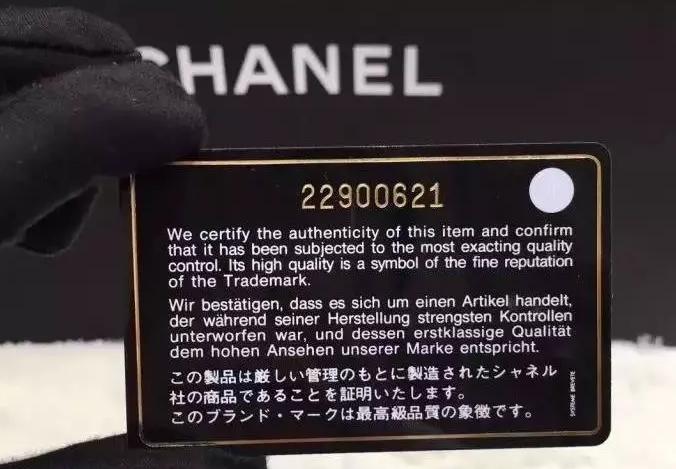 CHANEL
22900621
We certify the authenticity of this item and confirm
that it has been subjected to the most exacting quality
control. Its high quality is a symbol of the fine reputation
of the Trademark.
Wir bestätigen, dass es sich um einen Artikel handelt,
der während seiner Herstellung strengsten Kontrollen
unterworfen war, und dessen erstklassige Qualität
dem hohen Ansehen unserer Marke entspricht.
この製品は厳しい管理のもとに製造されたシャネル
社の商品であることを証明いたします。
このブランド・マークは最高級品質の象徴です。
SYSTEME BREVETE